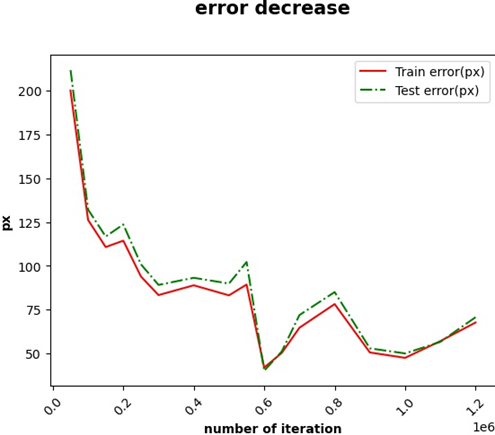 error decrease
Train error(px)
Test error(px)
px
200
175
150
125
100
75
50
0.0 0.2 0.4 0.6 0.8 1.0 1.2
1e6
number of iteration